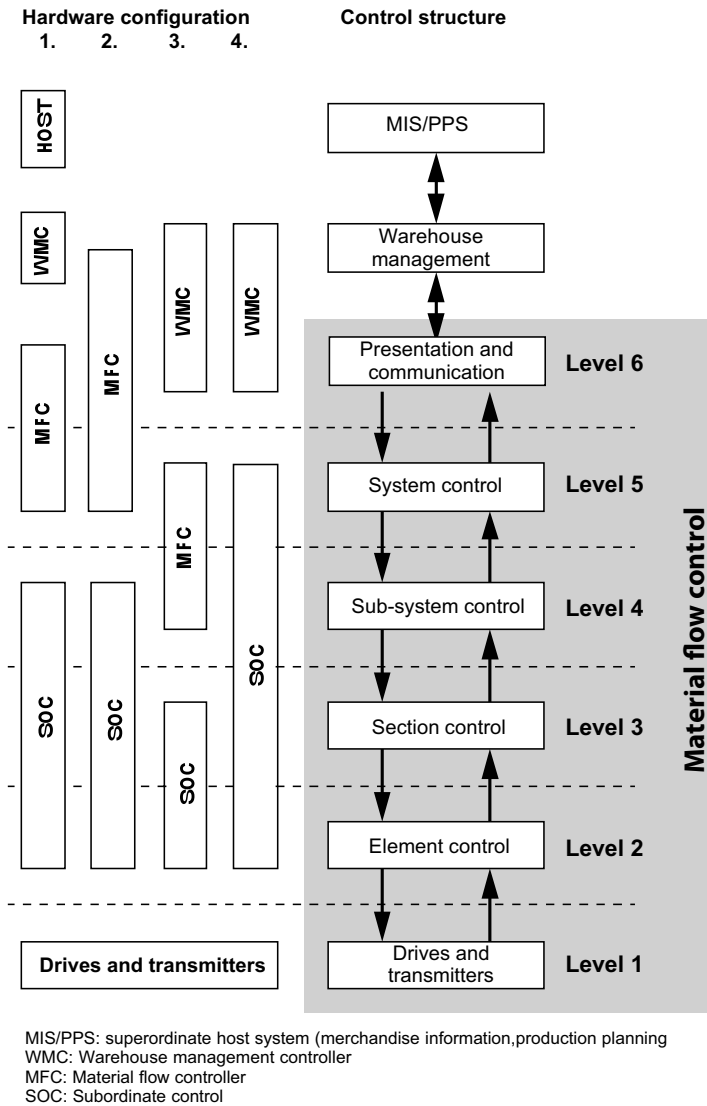 Hardware configuration
1. 2. 3. 4.
Control structure
HOST
WMC
MFC
SOC
MFC
SOC
WMC
MFC
SOC
WMC
SOC
Drives and transmitters
MIS/PPS
Warehouse
management
Presentation and
communication
Level 6
System control
Level 5
Sub-system control
Level 4
Section control
Level 3
Element control
Level 2
Drives and
transmitters
Level 1
Material flow control
MIS/PPS: superordinate host system (merchandise information,production planning
WMC: Warehouse management controller
MFC: Material flow controller
SOC: Subordinate control